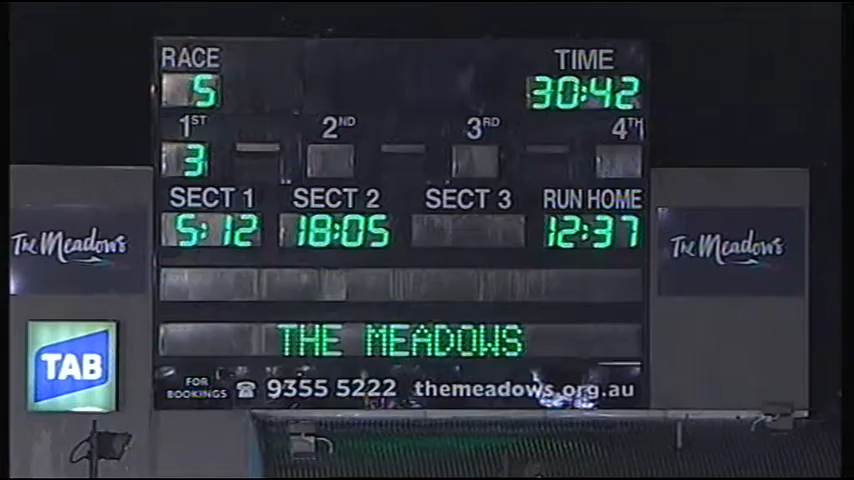 RACE TIME
5 30:42
1ST 2ND 3RD 4TH
3
SECT 1 SECT 2 SECT 3 RUN HOME
5:12 18:05 12:37
The Meadows
The Meadows
THE MEADOWS
TAB
FOR BOOKINGS ☎ 9355 5222 themeadows.org.au